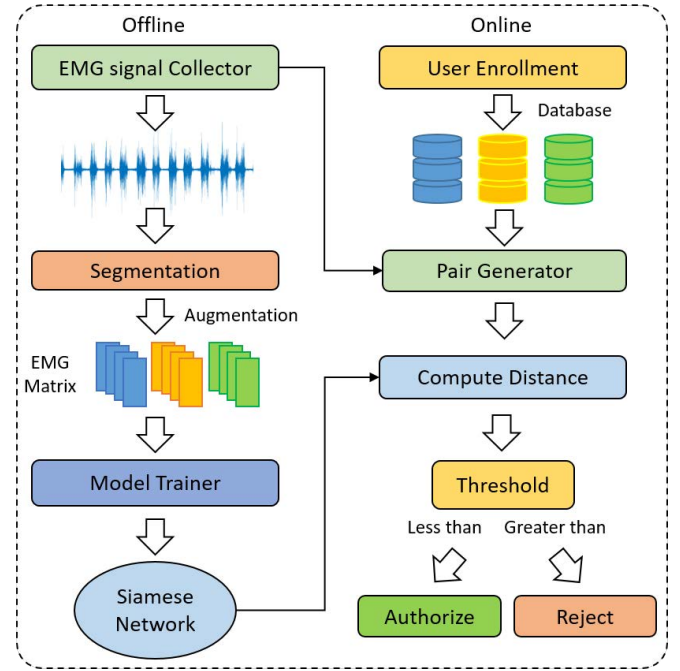 Offline
EMG signal Collector
Segmentation
Augmentation
EMG
Matrix
Model Trainer
Siamese
Network
Online
User Enrollment
Database
Pair Generator
Compute Distance
Threshold
Less than
Greater than
Authorize
Reject